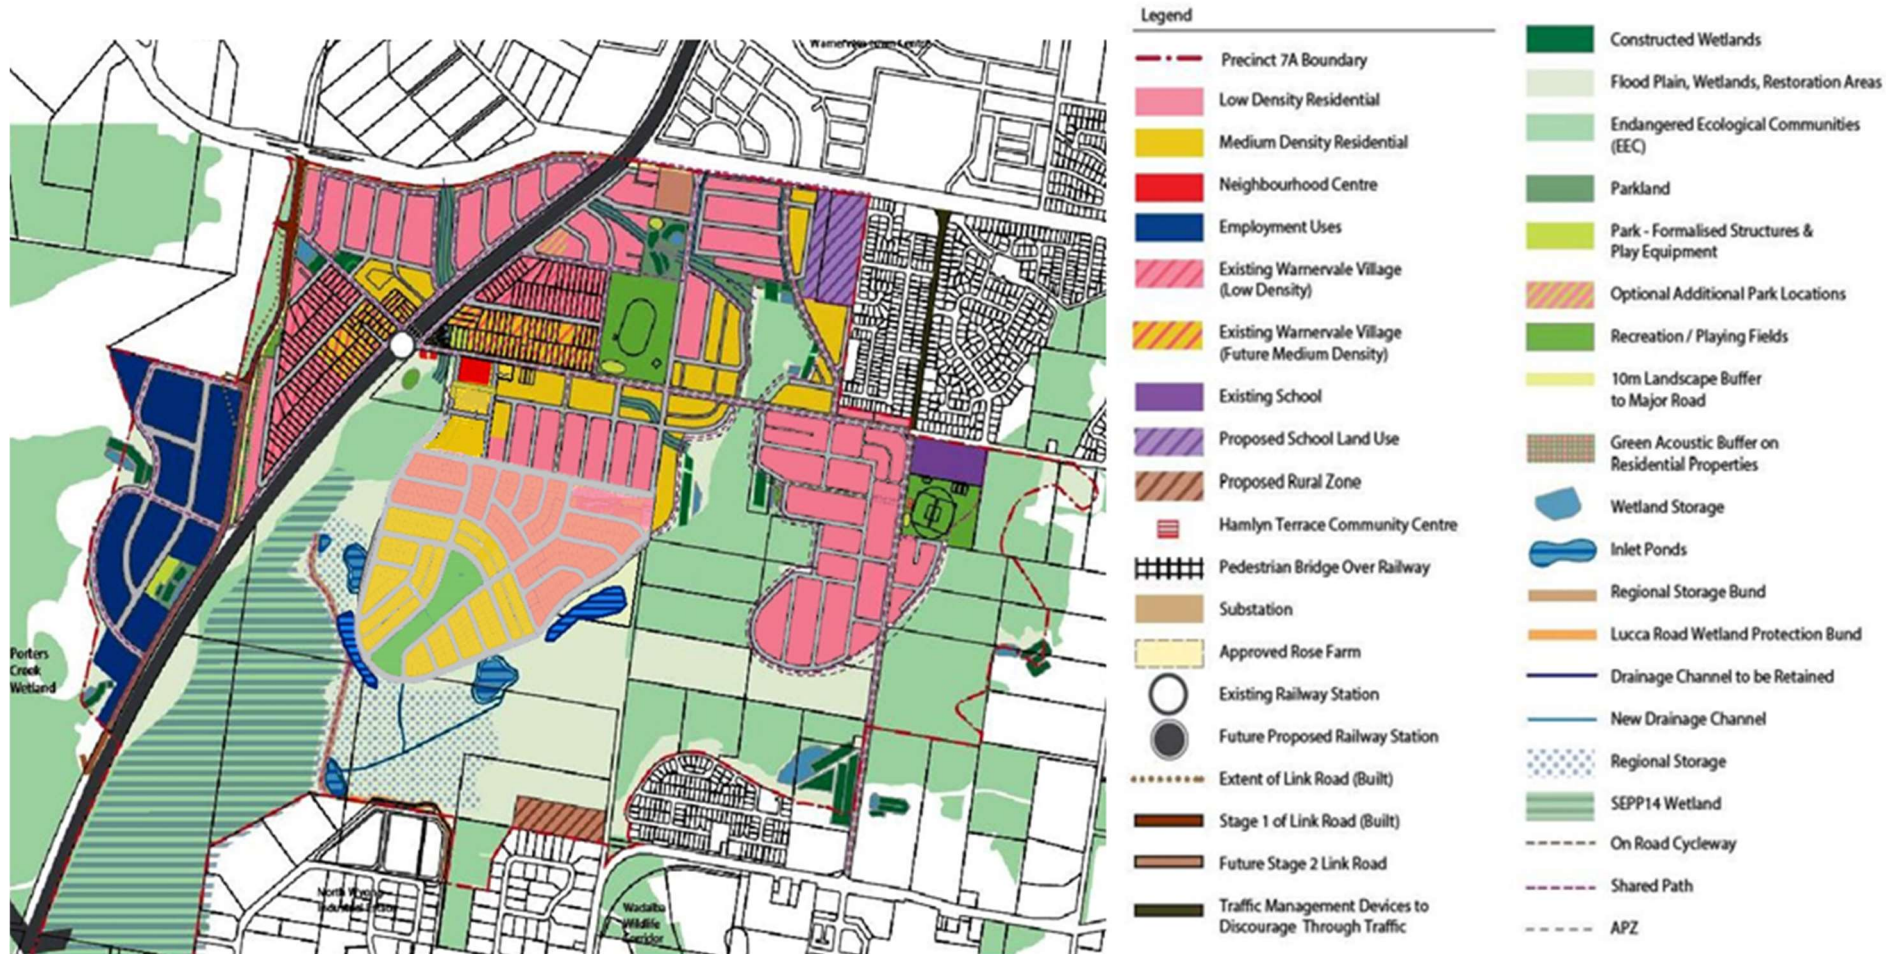 Warnervale Town Centre
Porters
Creek
Wetland
North Wyong
Industrial Estate
Wadalba
Wildlife
Corridor
Legend
Precinct 7A Boundary
Low Density Residential
Medium Density Residential
Neighbourhood Centre
Employment Uses
Existing Warnervale Village
(Low Density)
Existing Warnervale Village
(Future Medium Density)
Existing School
Proposed School Land Use
Proposed Rural Zone
Hamlyn Terrace Community Centre
Pedestrian Bridge Over Railway
Substation
Approved Rose Farm
Existing Railway Station
Future Proposed Railway Station
Extent of Link Road (Built)
Stage 1 of Link Road (Built)
Future Stage 2 Link Road
Traffic Management Devices to
Discourage Through Traffic
Constructed Wetlands
Flood Plain, Wetlands, Restoration Areas
Endangered Ecological Communities
(EEC)
Parkland
Park - Formalised Structures &
Play Equipment
Optional Additional Park Locations
Recreation / Playing Fields
10m Landscape Buffer
to Major Road
Green Acoustic Buffer on
Residential Properties
Wetland Storage
Inlet Ponds
Regional Storage Bund
Lucca Road Wetland Protection Bund
Drainage Channel to be Retained
New Drainage Channel
Regional Storage
SEPP14 Wetland
On Road Cycleway
Shared Path
APZ